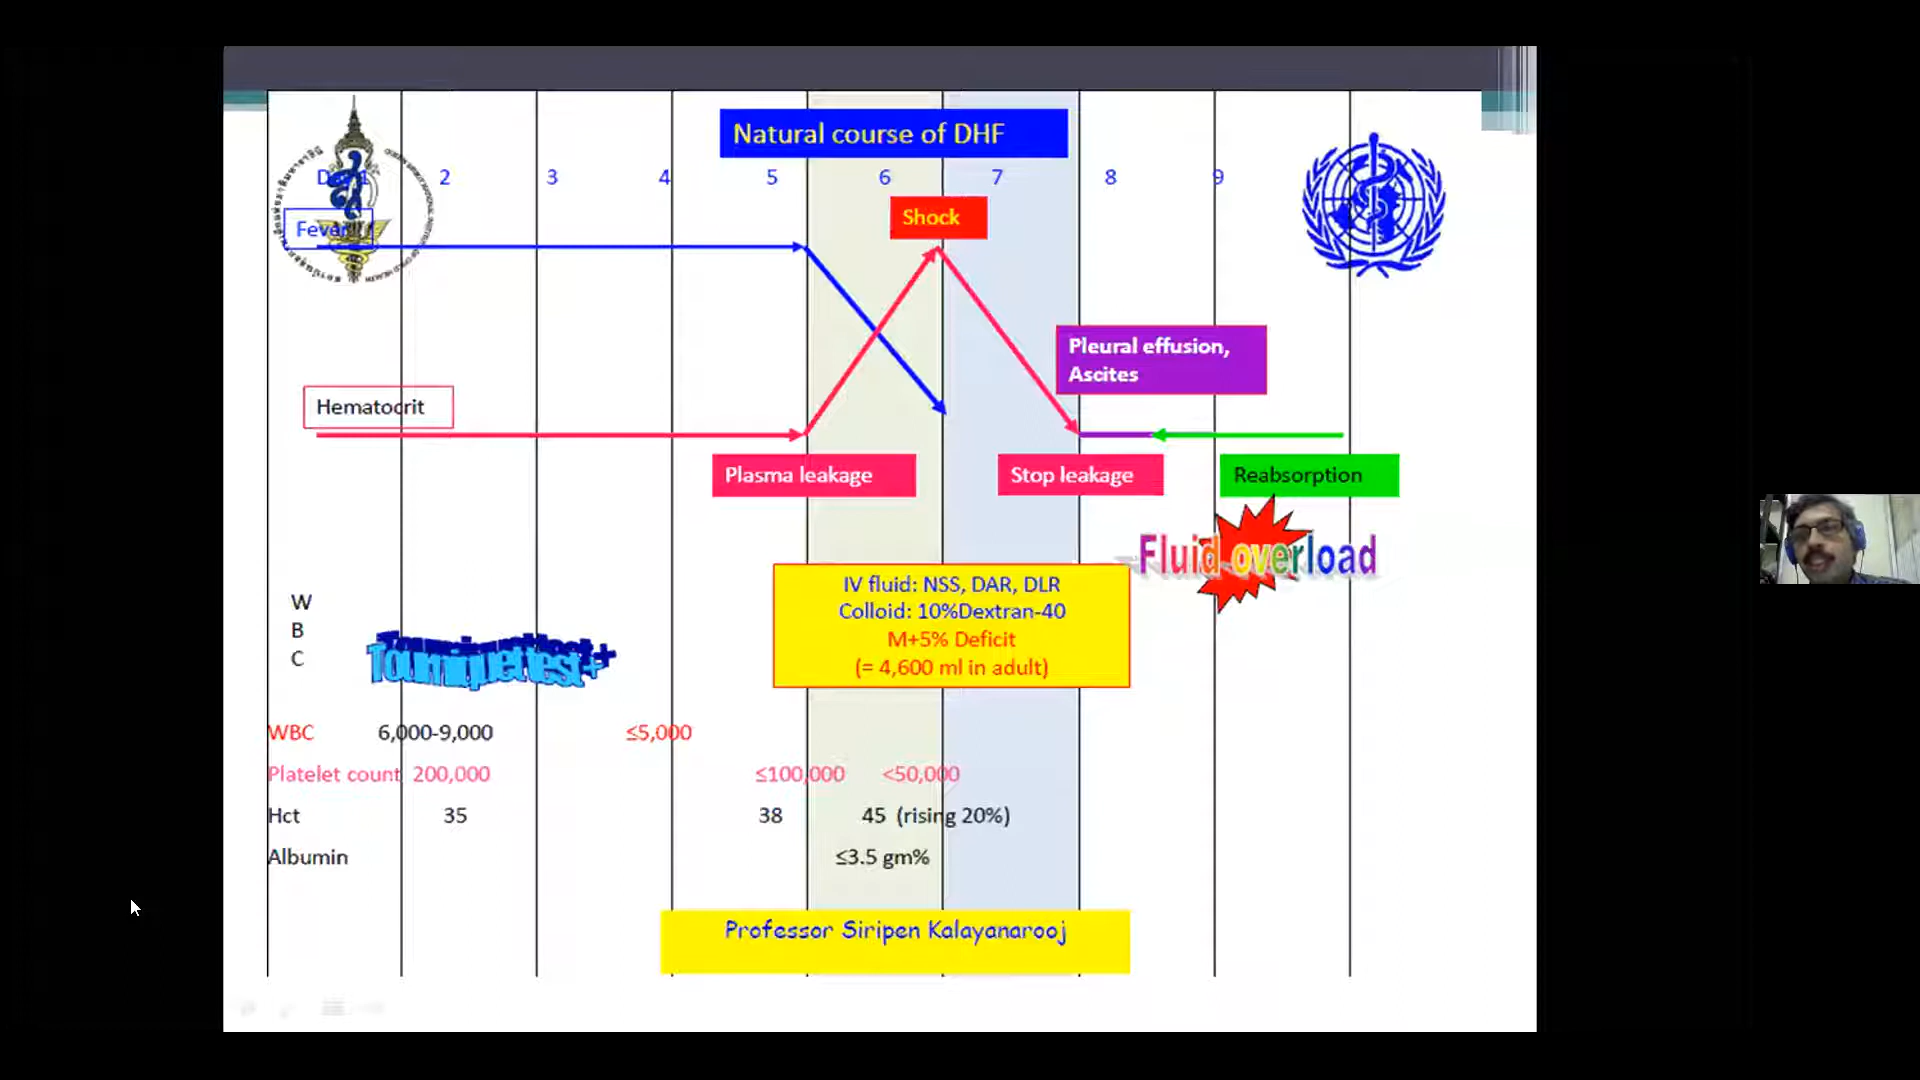 Natural course of DHF
Day 1 2 3 4 5 6 7 8 9
Shock
Fever
Pleural effusion,
Ascites
Hematocrit
Plasma leakage
Stop leakage
Reabsorption
Fluid overload
IV fluid: NSS, DAR, DLR
Colloid: 10%Dextran-40
M+5% Deficit
(= 4,600 ml in adult)
W
B
C
Tourniquet test +
WBC 6,000-9,000 ≤5,000
Platelet count 200,000 ≤100,000 <50,000
Hct 35 38 45 (rising 20%)
Albumin ≤3.5 gm%
Professor Siripen Kalayanarooj